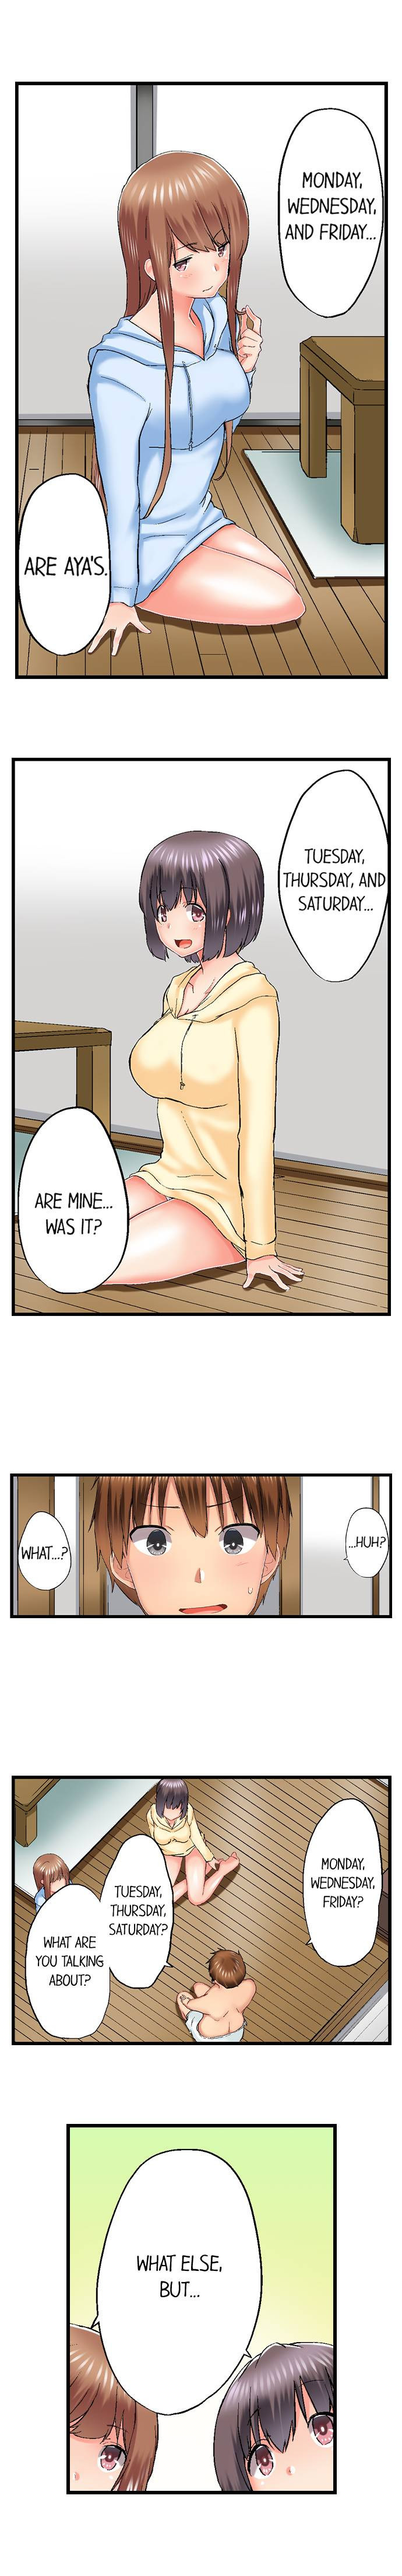 MONDAY,
WEDNESDAY,
AND FRIDAY...
ARE AYA'S.
TUESDAY,
THURSDAY, AND
SATURDAY...
ARE MINE...
WAS IT?
...HUH?
WHAT...?
MONDAY,
WEDNESDAY,
FRIDAY?
TUESDAY,
THURSDAY,
SATURDAY?
WHAT ARE
YOU TALKING
ABOUT?
WHAT ELSE,
BUT...